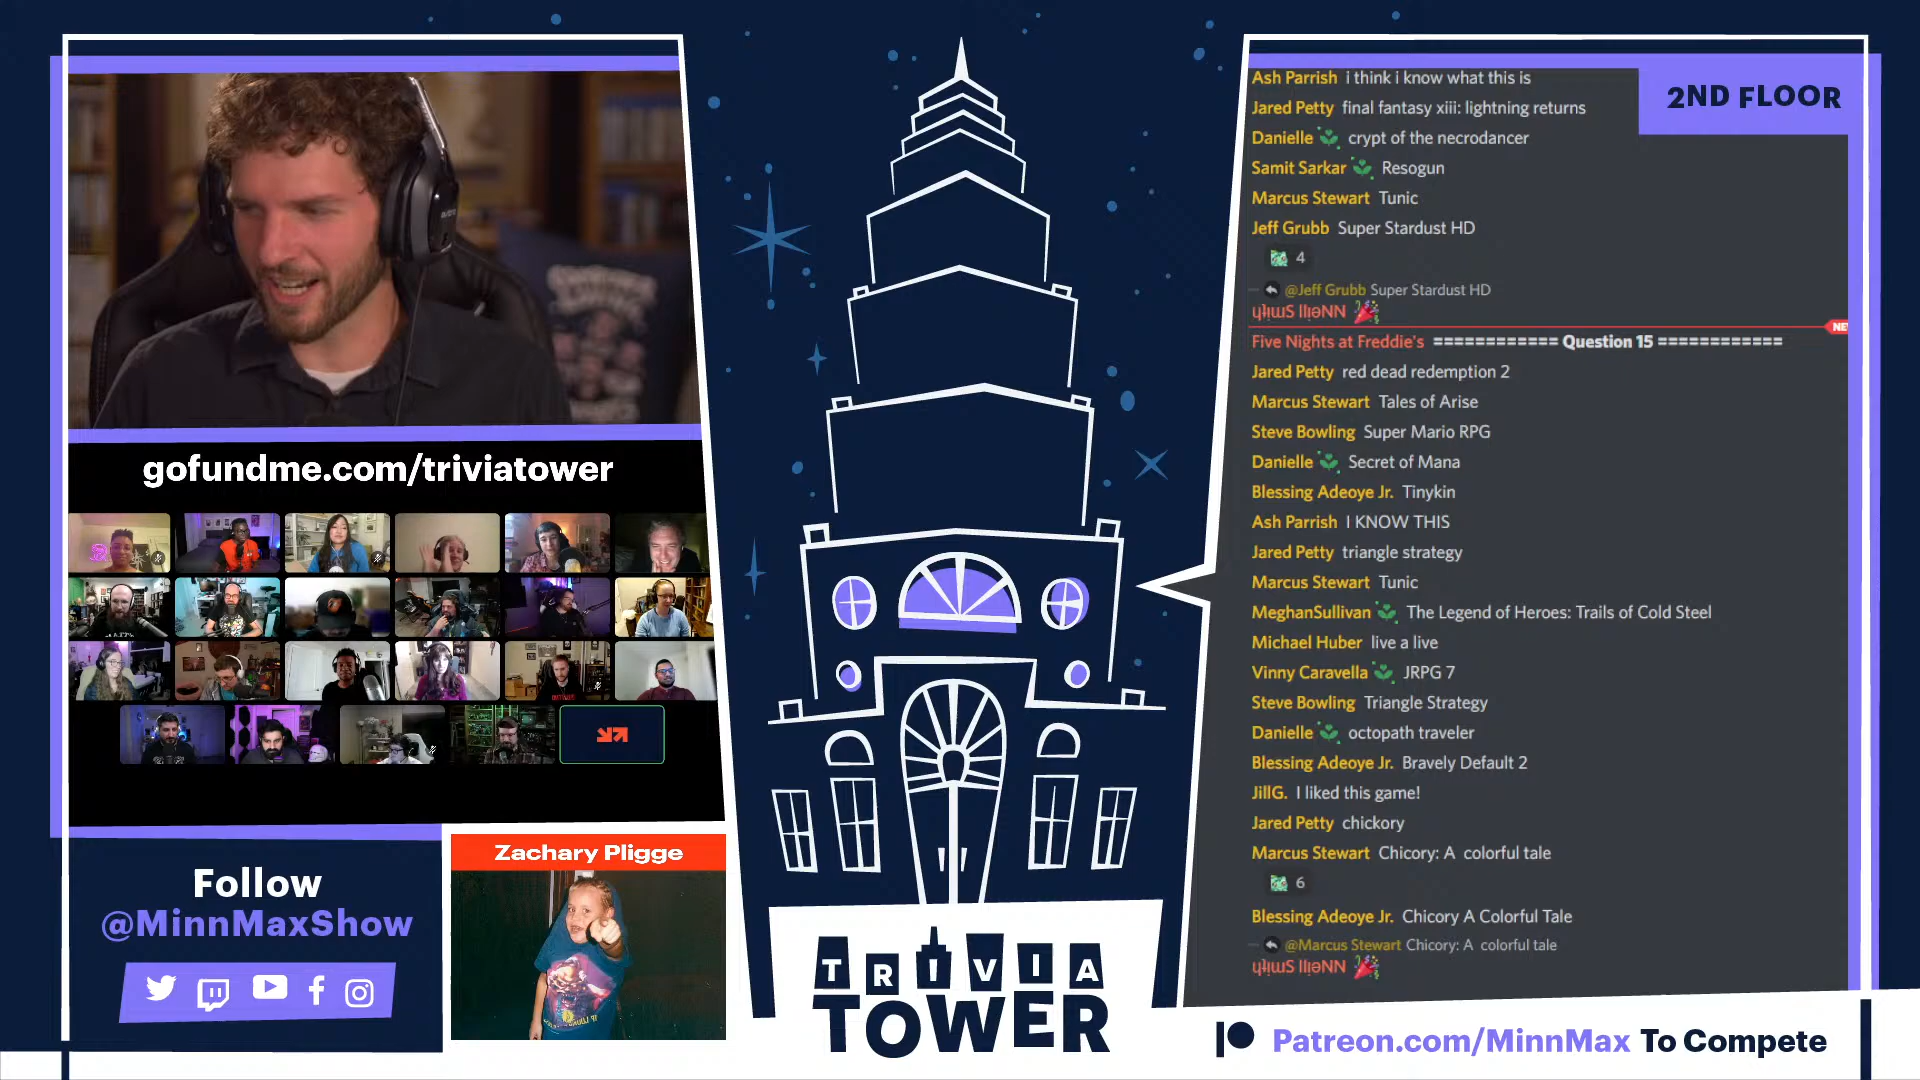 gofundme.com/triviatower
Follow
@MinnMaxShow
Zachary Pligge
TRIVIA
TOWER
2ND FLOOR
Ash Parrish i think i know what this is
Jared Petty final fantasy xiii: lightning returns
Danielle crypt of the necrodancer
Samit Sarkar Resogun
Marcus Stewart Tunic
Jeff Grubb Super Stardust HD
4
@Jeff Grubb Super Stardust HD
ɥʇıɯS llıǝNN
NE
Five Nights at Freddie's ============ Question 15 ============
Jared Petty red dead redemption 2
Marcus Stewart Tales of Arise
Steve Bowling Super Mario RPG
Danielle Secret of Mana
Blessing Adeoye Jr. Tinykin
Ash Parrish I KNOW THIS
Jared Petty triangle strategy
Marcus Stewart Tunic
MeghanSullivan The Legend of Heroes: Trails of Cold Steel
Michael Huber live a live
Vinny Caravella JRPG 7
Steve Bowling Triangle Strategy
Danielle octopath traveler
Blessing Adeoye Jr. Bravely Default 2
JillG. I liked this game!
Jared Petty chickory
Marcus Stewart Chicory: A colorful tale
6
Blessing Adeoye Jr. Chicory A Colorful Tale
@Marcus Stewart Chicory: A colorful tale
ɥʇıɯS llıǝNN
Patreon.com/MinnMax To Compete